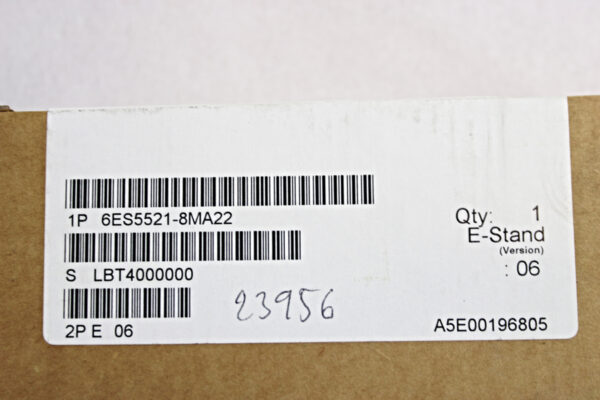 1P 6ES5521-8MA22
Qty: 1
E-Stand
(Version)
: 06
S LBT4000000
23956
2P E 06
A5E00196805